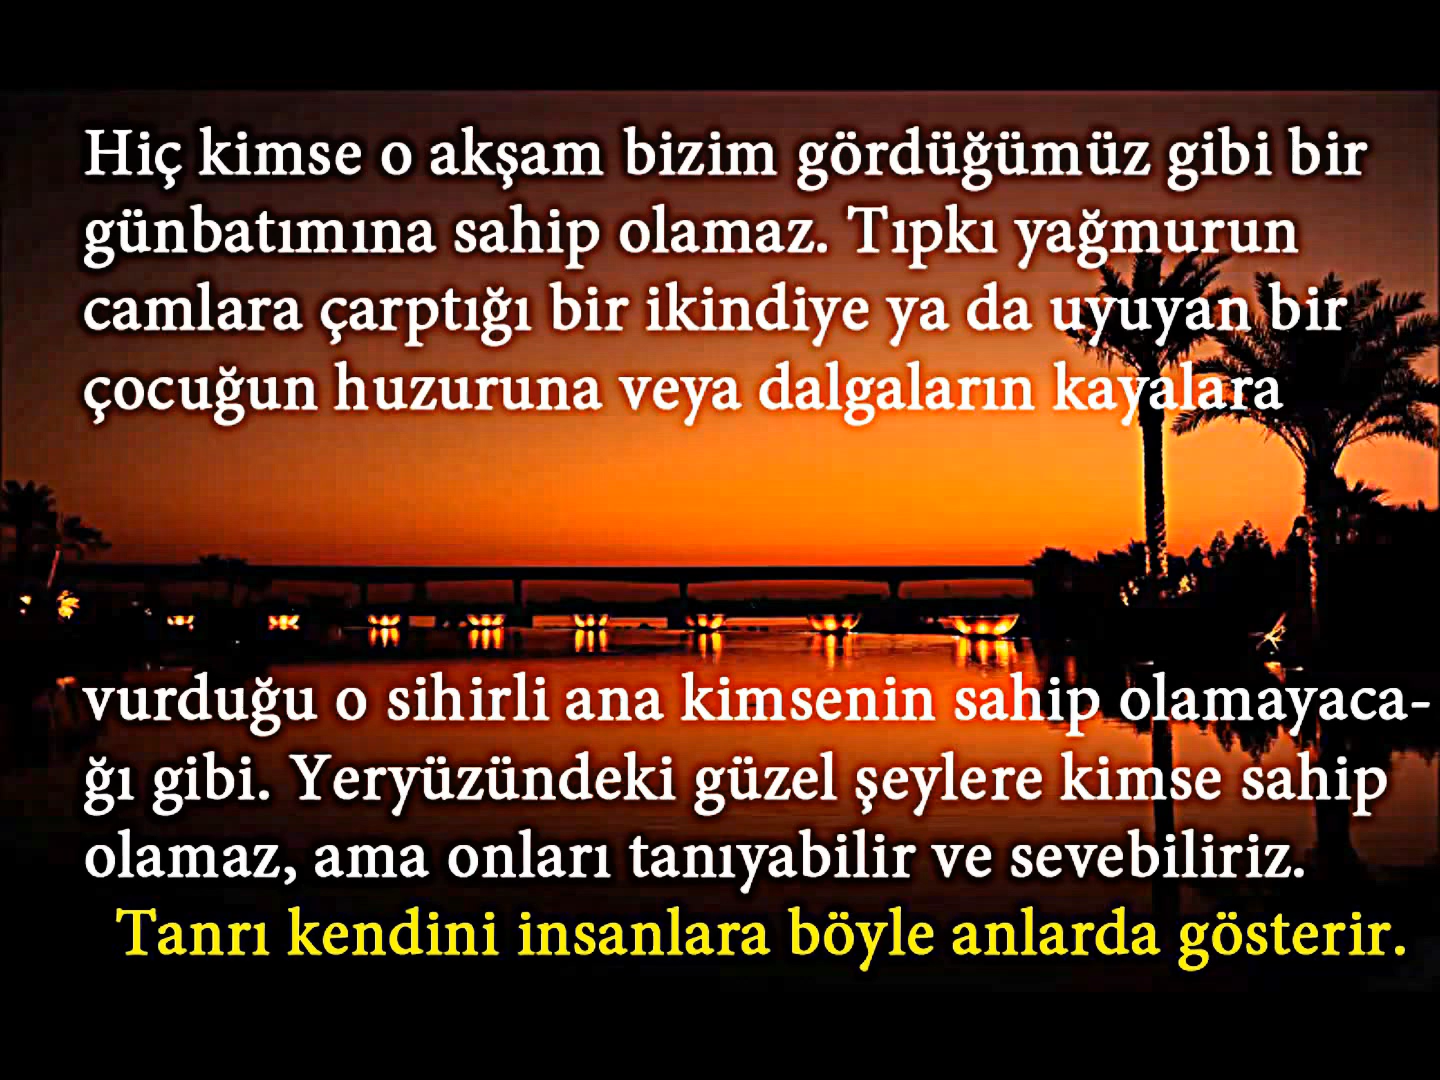 Hiç kimse o akşam bizim gördüğümüz gibi bir
günbatımına sahip olamaz. Tıpkı yağmurun
camlara çarptığı bir ikindiye ya da uyuyan bir
çocuğun huzuruna veya dalgaların kayalara
vurduğu o sihirli ana kimsenin sahip olamayaca-
ğı gibi. Yeryüzündeki güzel şeylere kimse sahip
olamaz, ama onları tanıyabilir ve sevebiliriz.
Tanrı kendini insanlara böyle anlarda gösterir.